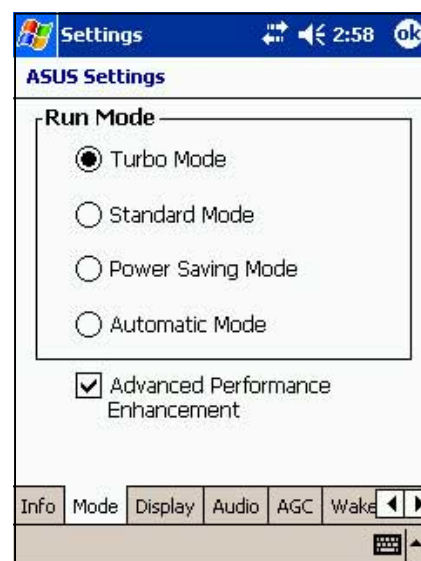 Settings 2:58 ok
ASUS Settings
Run Mode
Turbo Mode
Standard Mode
Power Saving Mode
Automatic Mode
Advanced Performance
Enhancement
Info Mode Display Audio AGC Wake